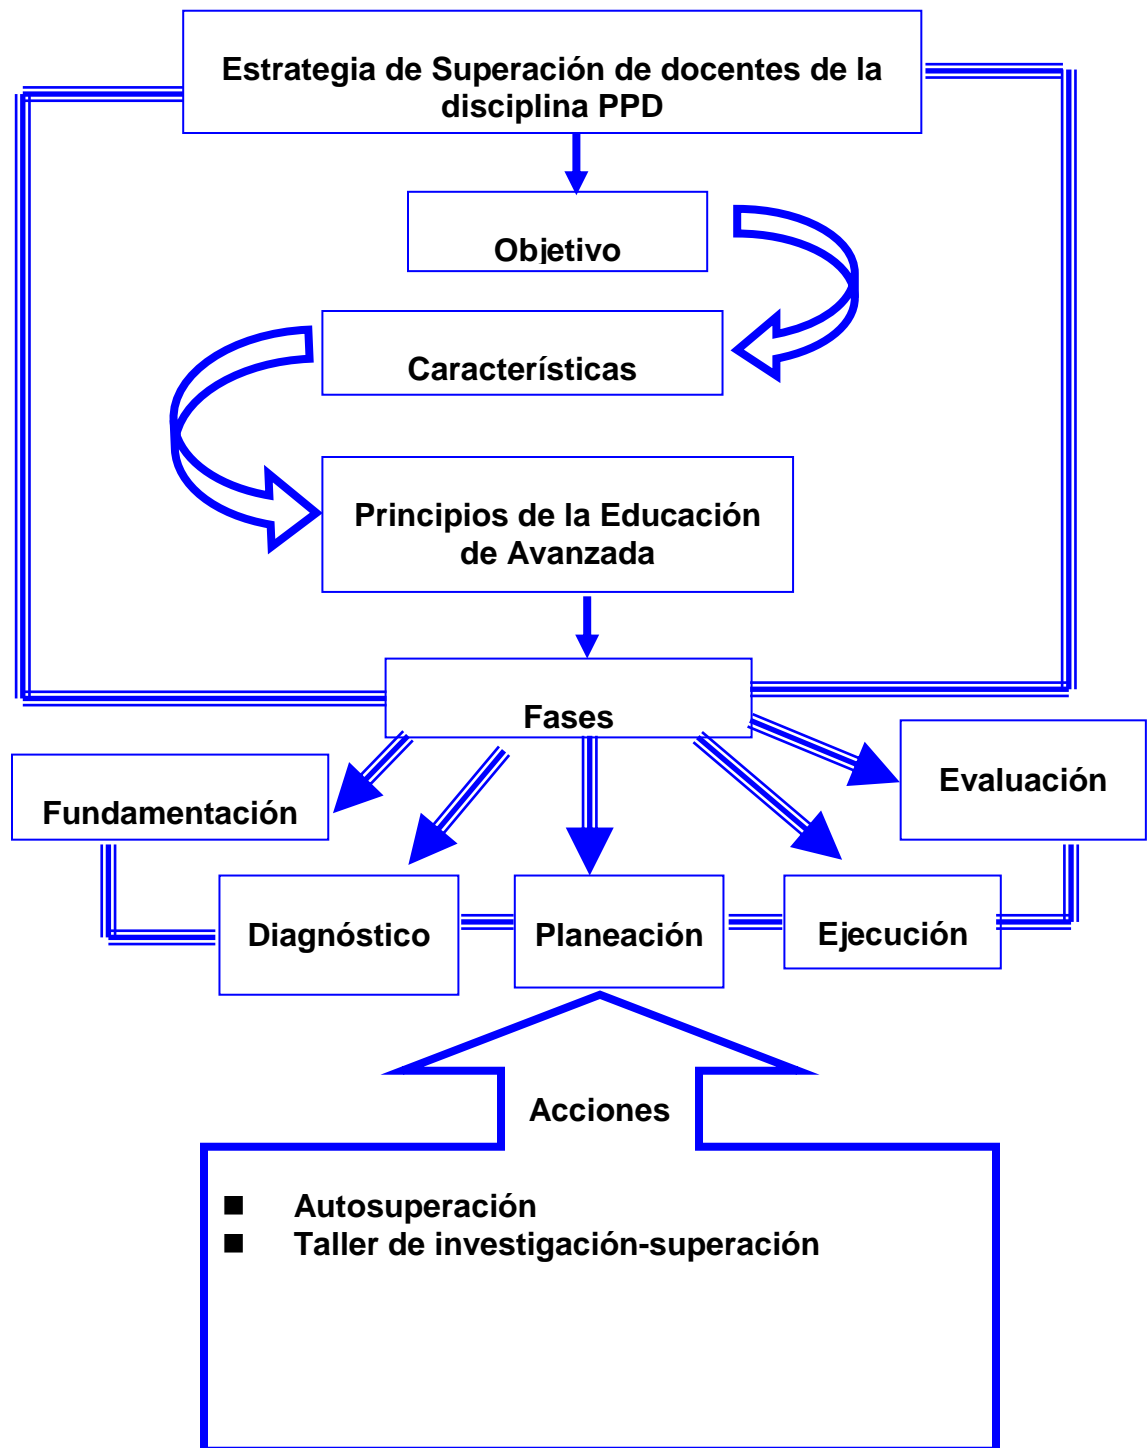 Estrategia de Superación de docentes de la
disciplina PPD
Objetivo
Características
Principios de la Educación
de Avanzada
Fases
Fundamentación
Evaluación
Diagnóstico
Planeación
Ejecución
Acciones
Autosuperación
Taller de investigación-superación